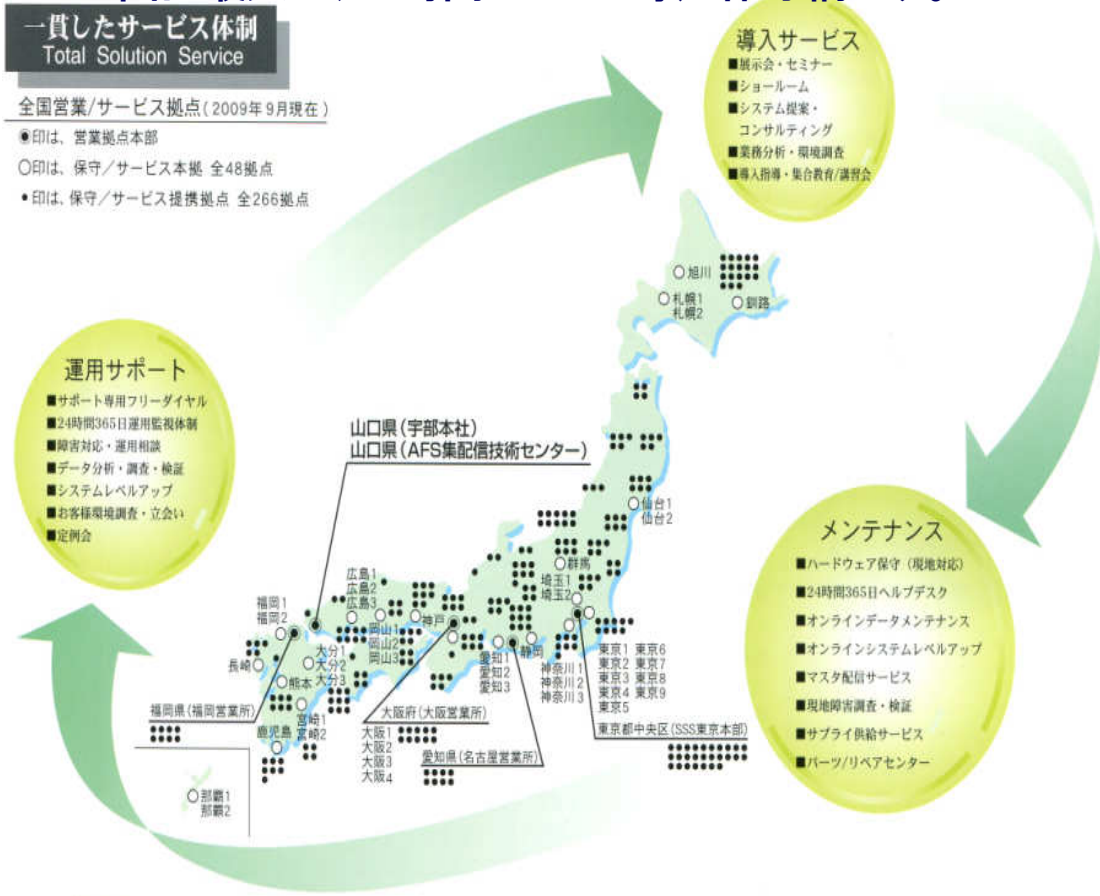 一貫したサービス体制
Total Solution Service
全国営業/サービス拠点(2009年9月現在)
◉印は、営業拠点本部
○印は、保守/サービス本拠 全48拠点
•印は、保守/サービス提携拠点 全266拠点
導入サービス
■展示会・セミナー
■ショールーム
■システム提案・
コンサルティング
■業務分析・環境調査
■導入指導・集合教育/講習会
運用サポート
■サポート専用フリーダイヤル
■24時間365日運用監視体制
■障害対応・運用相談
■データ分析・調査・検証
■システムレベルアップ
■お客様環境調査・立会い
■定例会
メンテナンス
■ハードウェア保守(現地対応)
■24時間365日ヘルプデスク
■オンラインデータメンテナンス
■オンラインシステムレベルアップ
■マスタ配信サービス
■現地障害調査・検証
■サプライ供給サービス
■パーツ/リペアセンター
旭川
札幌1
札幌2
釧路
山口県(宇部本社)
山口県(AFS集配信技術センター)
仙台1
仙台2
群馬
埼玉1
埼玉2
広島1
広島2
広島3
福岡1
福岡2
岡山1
岡山2
岡山3
神戸
長崎
大分1
大分2
大分3
熊本
愛知1
愛知2
愛知3
静岡
神奈川1
神奈川2
神奈川3
東京1 東京6
東京2 東京7
東京3 東京8
東京4 東京9
東京5
福岡県(福岡営業所)
宮崎1
宮崎2
鹿児島
大阪府(大阪営業所)
大阪1
大阪2
大阪3
大阪4
愛知県(名古屋営業所)
東京都中央区(SSS東京本部)
那覇1
那覇2